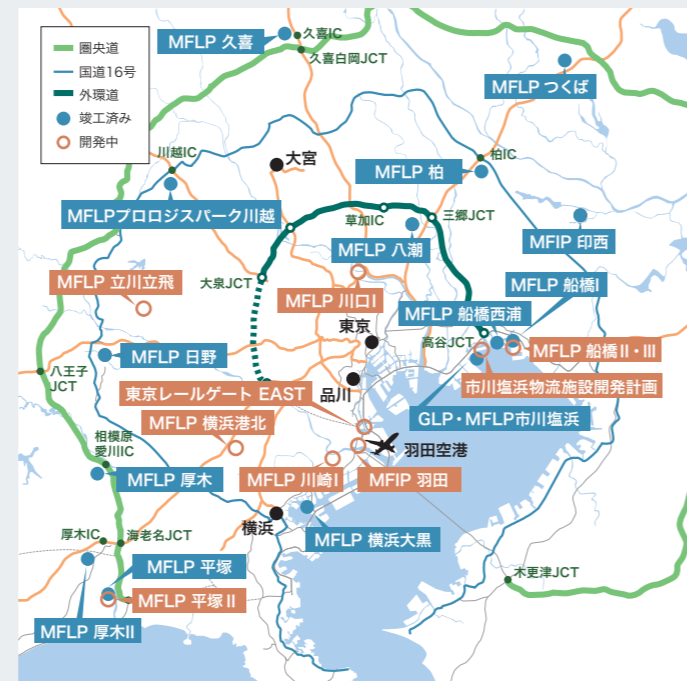 圏央道
国道16号
外環道
竣工済み
開発中
MFLP 久喜
久喜IC
久喜白岡JCT
MFLP つくば
川越IC
大宮
MFLP 柏
柏IC
MFLPプロロジスパーク川越
草加IC
三郷JCT
MFLP 八潮
MFIP 印西
大泉JCT
MFLP 立川立飛
MFLP 川口I
MFLP 船橋I
MFLP 船橋西浦
東京
高谷JCT
MFLP 船橋II・III
MFLP 日野
八王子
JCT
品川
市川塩浜物流施設開発計画
東京レールゲート EAST
GLP・MFLP市川塩浜
MFLP 横浜港北
相模原
愛川IC
羽田空港
MFLP 厚木
MFLP 川崎I
MFIP 羽田
横浜
厚木IC
海老名JCT
MFLP 横浜大黒
MFLP 平塚
木更津JCT
MFLP 平塚II
MFLP 厚木II